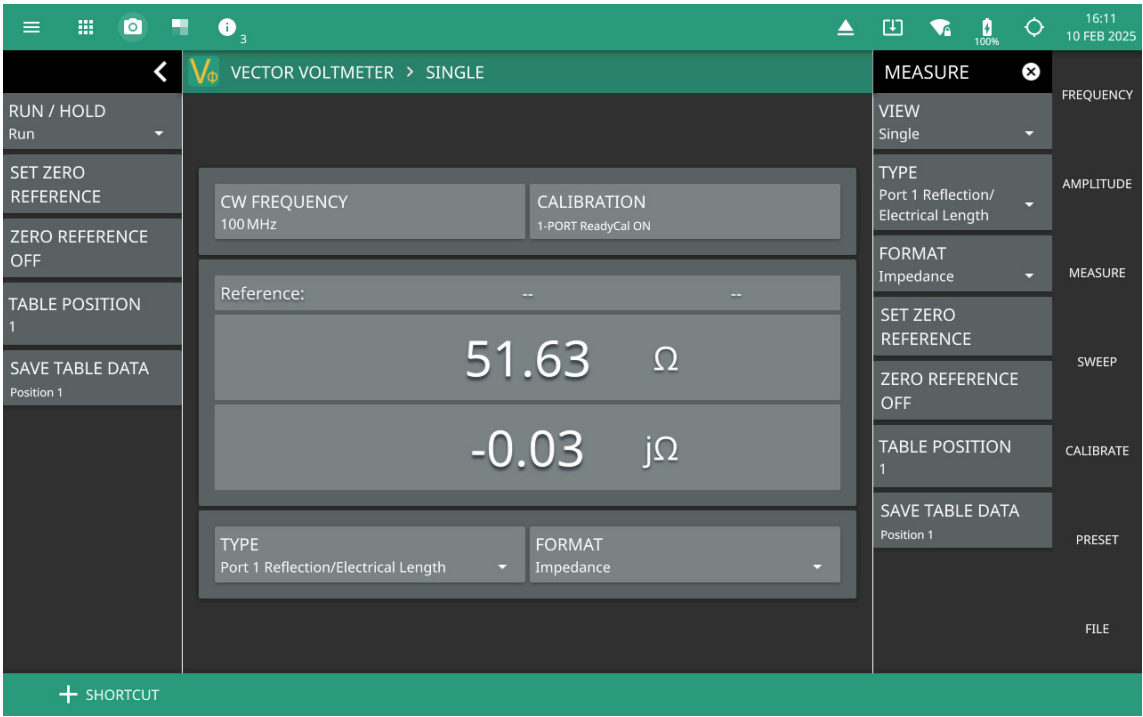 3
100%
16:11
10 FEB 2025
VΦ VECTOR VOLTMETER > SINGLE
RUN / HOLD
Run
SET ZERO
REFERENCE
ZERO REFERENCE
OFF
TABLE POSITION
1
SAVE TABLE DATA
Position 1
CW FREQUENCY
100 MHz
CALIBRATION
1-PORT ReadyCal ON
Reference: -- --
51.63 Ω
-0.03 jΩ
TYPE
Port 1 Reflection/Electrical Length
FORMAT
Impedance
MEASURE
VIEW
Single
TYPE
Port 1 Reflection/
Electrical Length
FORMAT
Impedance
SET ZERO
REFERENCE
ZERO REFERENCE
OFF
TABLE POSITION
1
SAVE TABLE DATA
Position 1
FREQUENCY
AMPLITUDE
MEASURE
SWEEP
CALIBRATE
PRESET
FILE
+ SHORTCUT